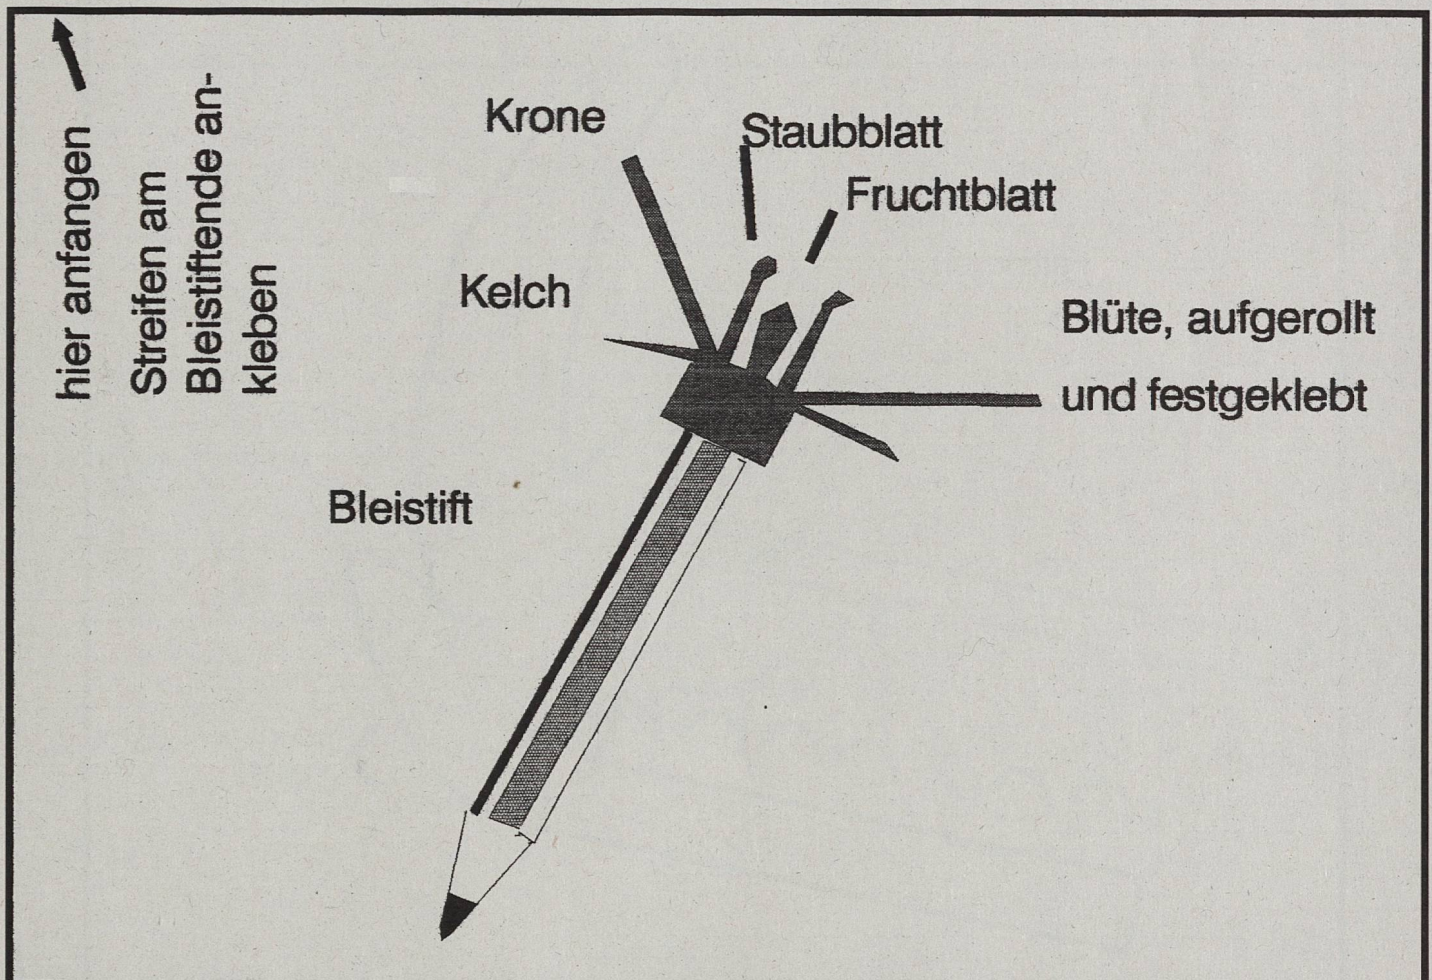 hier anfangen
Streifen am
Bleistiftende an-
kleben
Krone
Staubblatt
Fruchtblatt
Kelch
Blüte, aufgerollt
und festgeklebt
Bleistift